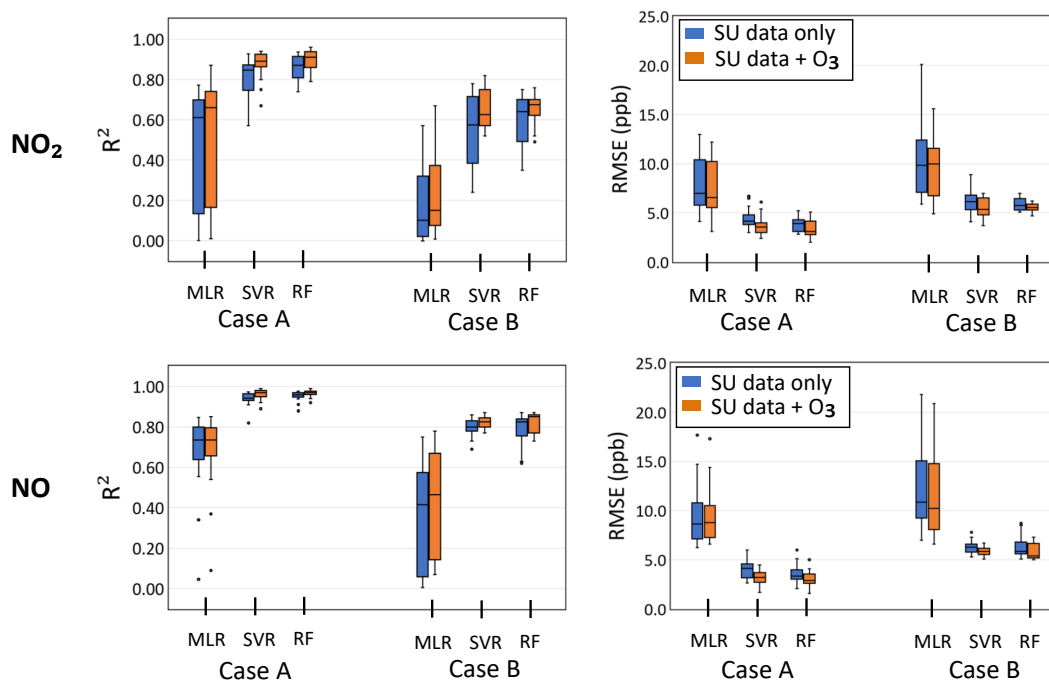 NO₂
R²
1.00
0.80
0.60
0.40
0.20
0.00
MLR SVR RF MLR SVR RF
Case A Case B
RMSE (ppb)
25.0
20.0
15.0
10.0
5.0
0.0
SU data only
SU data + O₃
MLR SVR RF MLR SVR RF
Case A Case B
NO
R²
1.00
0.80
0.60
0.40
0.20
0.00
MLR SVR RF MLR SVR RF
Case A Case B
RMSE (ppb)
25.0
20.0
15.0
10.0
5.0
0.0
SU data only
SU data + O₃
MLR SVR RF MLR SVR RF
Case A Case B